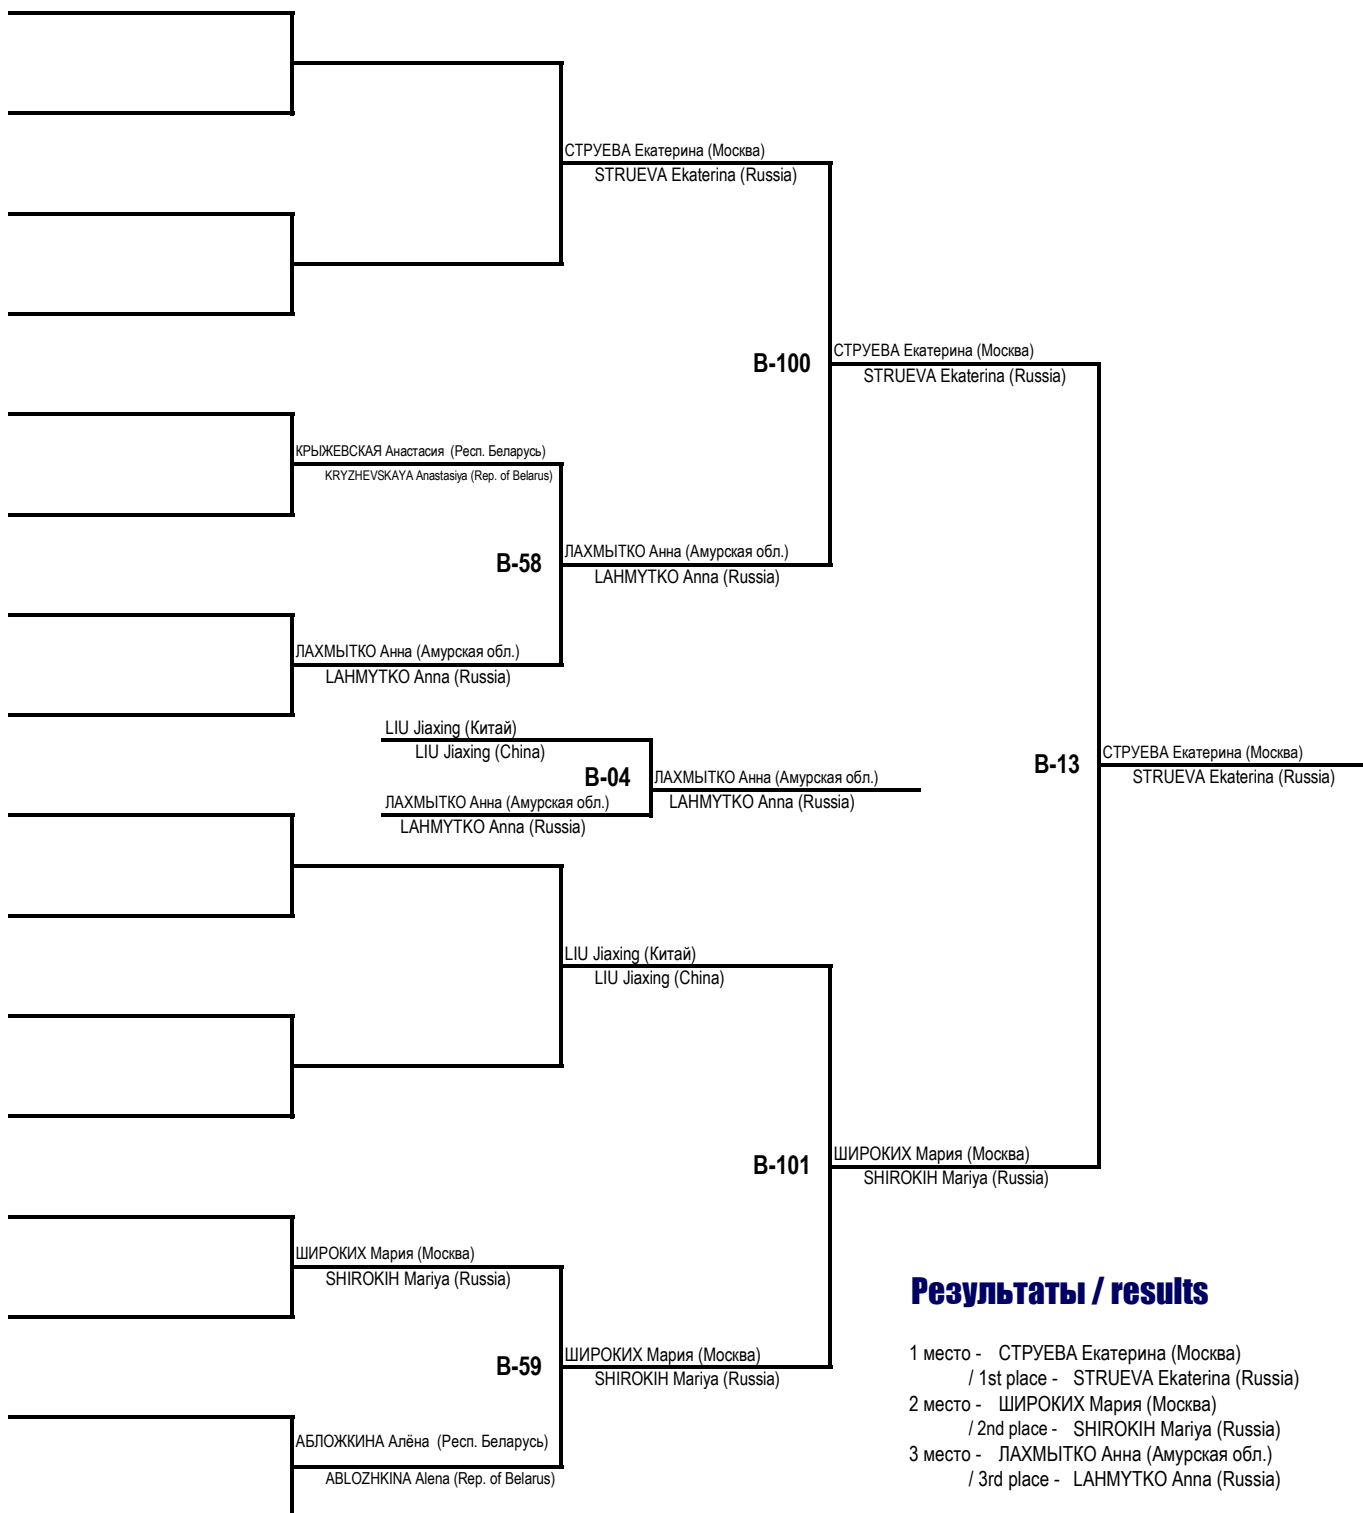 СТРУЕВА Екатерина (Москва)
STRUEVA Ekaterina (Russia)
B-100
СТРУЕВА Екатерина (Москва)
STRUEVA Ekaterina (Russia)
КРЫЖЕВСКАЯ Анастасия (Респ. Беларусь)
KRYZHEVSKAYA Anastasiya (Rep. of Belarus)
B-58
ЛАХМЫТКО Анна (Амурская обл.)
LAHMYTKO Anna (Russia)
ЛАХМЫТКО Анна (Амурская обл.)
LAHMYTKO Anna (Russia)
LIU Jiaxing (Китай)
LIU Jiaxing (China)
B-04
ЛАХМЫТКО Анна (Амурская обл.)
LAHMYTKO Anna (Russia)
ЛАХМЫТКО Анна (Амурская обл.)
LAHMYTKO Anna (Russia)
B-13
СТРУЕВА Екатерина (Москва)
STRUEVA Ekaterina (Russia)
LIU Jiaxing (Китай)
LIU Jiaxing (China)
B-101
ШИРОКИХ Мария (Москва)
SHIROKIH Mariya (Russia)
ШИРОКИХ Мария (Москва)
SHIROKIH Mariya (Russia)
B-59
ШИРОКИХ Мария (Москва)
SHIROKIH Mariya (Russia)
АБЛОЖКИНА Алёна (Респ. Беларусь)
ABLOZHKINA Alena (Rep. of Belarus)
Результаты / results
1 место - СТРУЕВА Екатерина (Москва)
/ 1st place - STRUEVA Ekaterina (Russia)
2 место - ШИРОКИХ Мария (Москва)
/ 2nd place - SHIROKIH Mariya (Russia)
3 место - ЛАХМЫТКО Анна (Амурская обл.)
/ 3rd place - LAHMYTKO Anna (Russia)